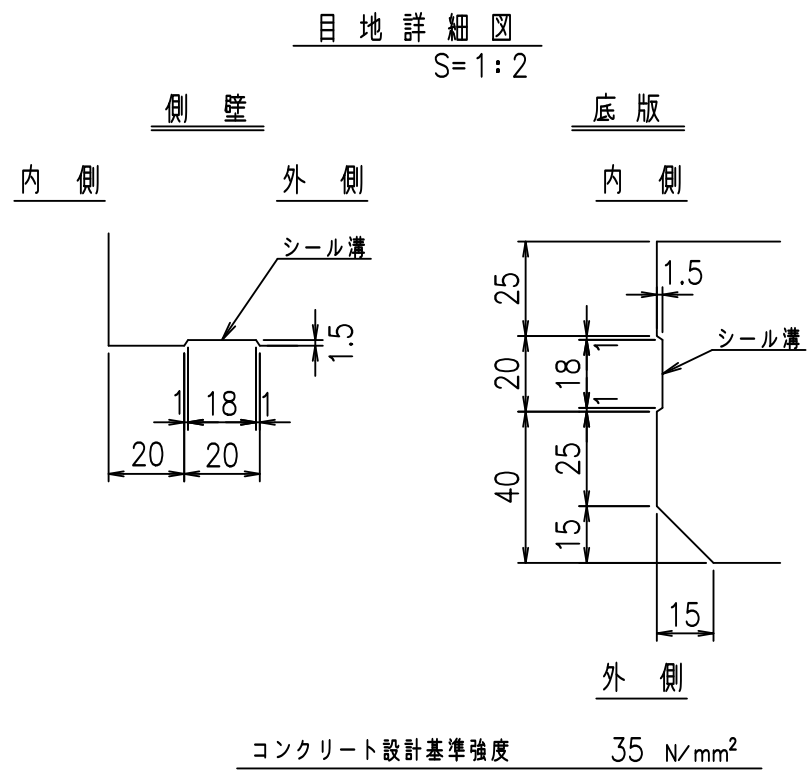 目地詳細図
S=1:2
側壁
底版
内側
外側
内側
シール溝
1.5
1
18
1
20
20
25
1.5
1
シール溝
20
18
1
40
25
15
15
外側
コンクリート設計基準強度 35 N/mm²